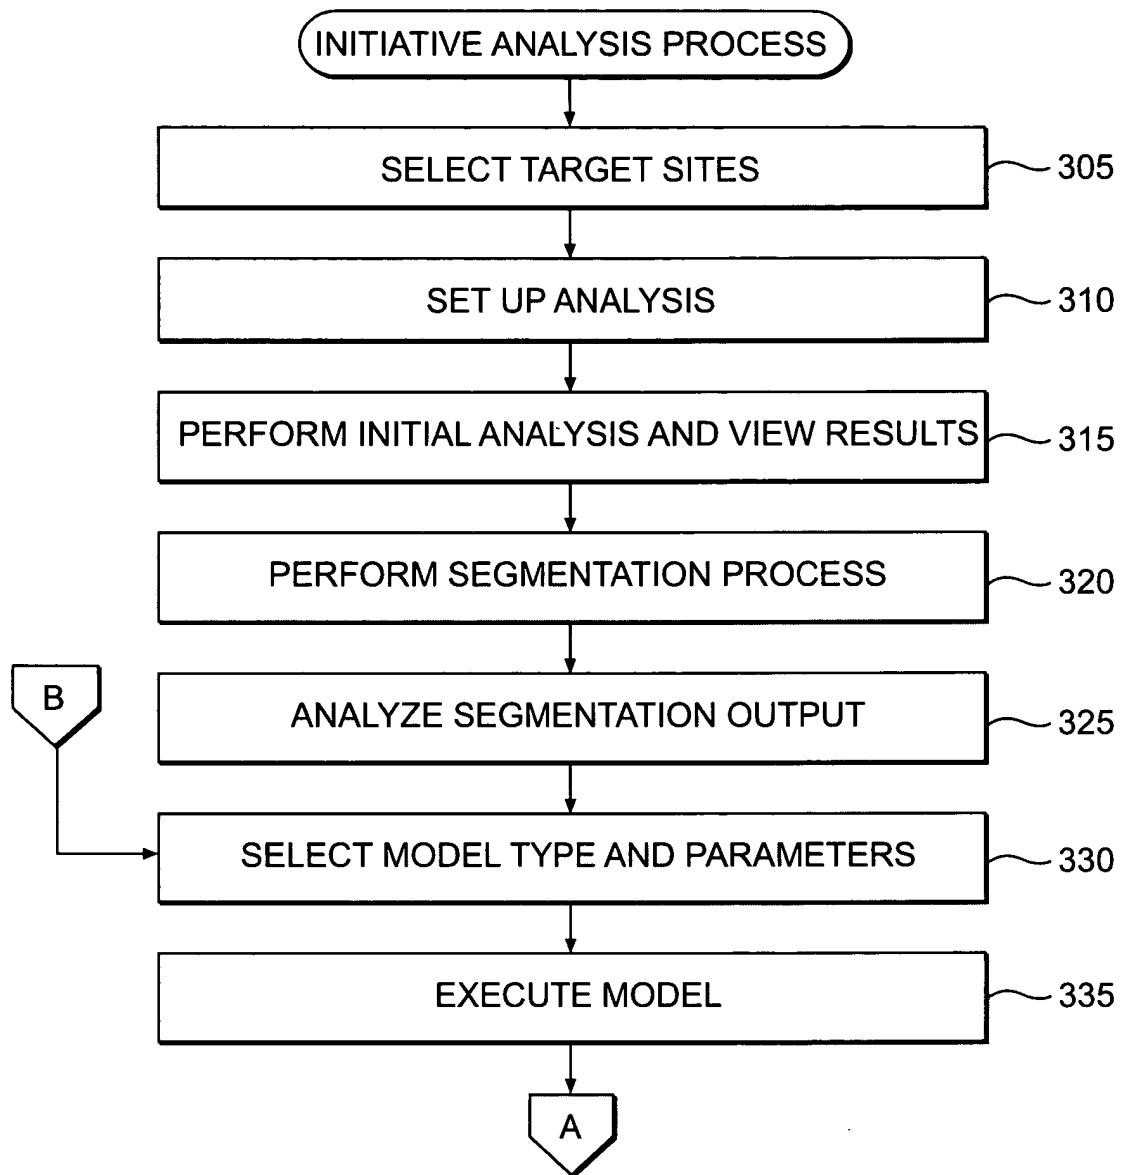 INITIATIVE ANALYSIS PROCESS
SELECT TARGET SITES
305
SET UP ANALYSIS
310
PERFORM INITIAL ANALYSIS AND VIEW RESULTS
315
PERFORM SEGMENTATION PROCESS
320
B
ANALYZE SEGMENTATION OUTPUT
325
SELECT MODEL TYPE AND PARAMETERS
330
EXECUTE MODEL
335
A